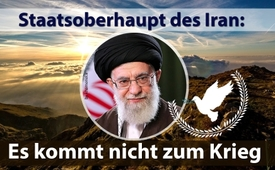 Staatsoberhaupt des Iran:
Es kommt nicht zum Krieg